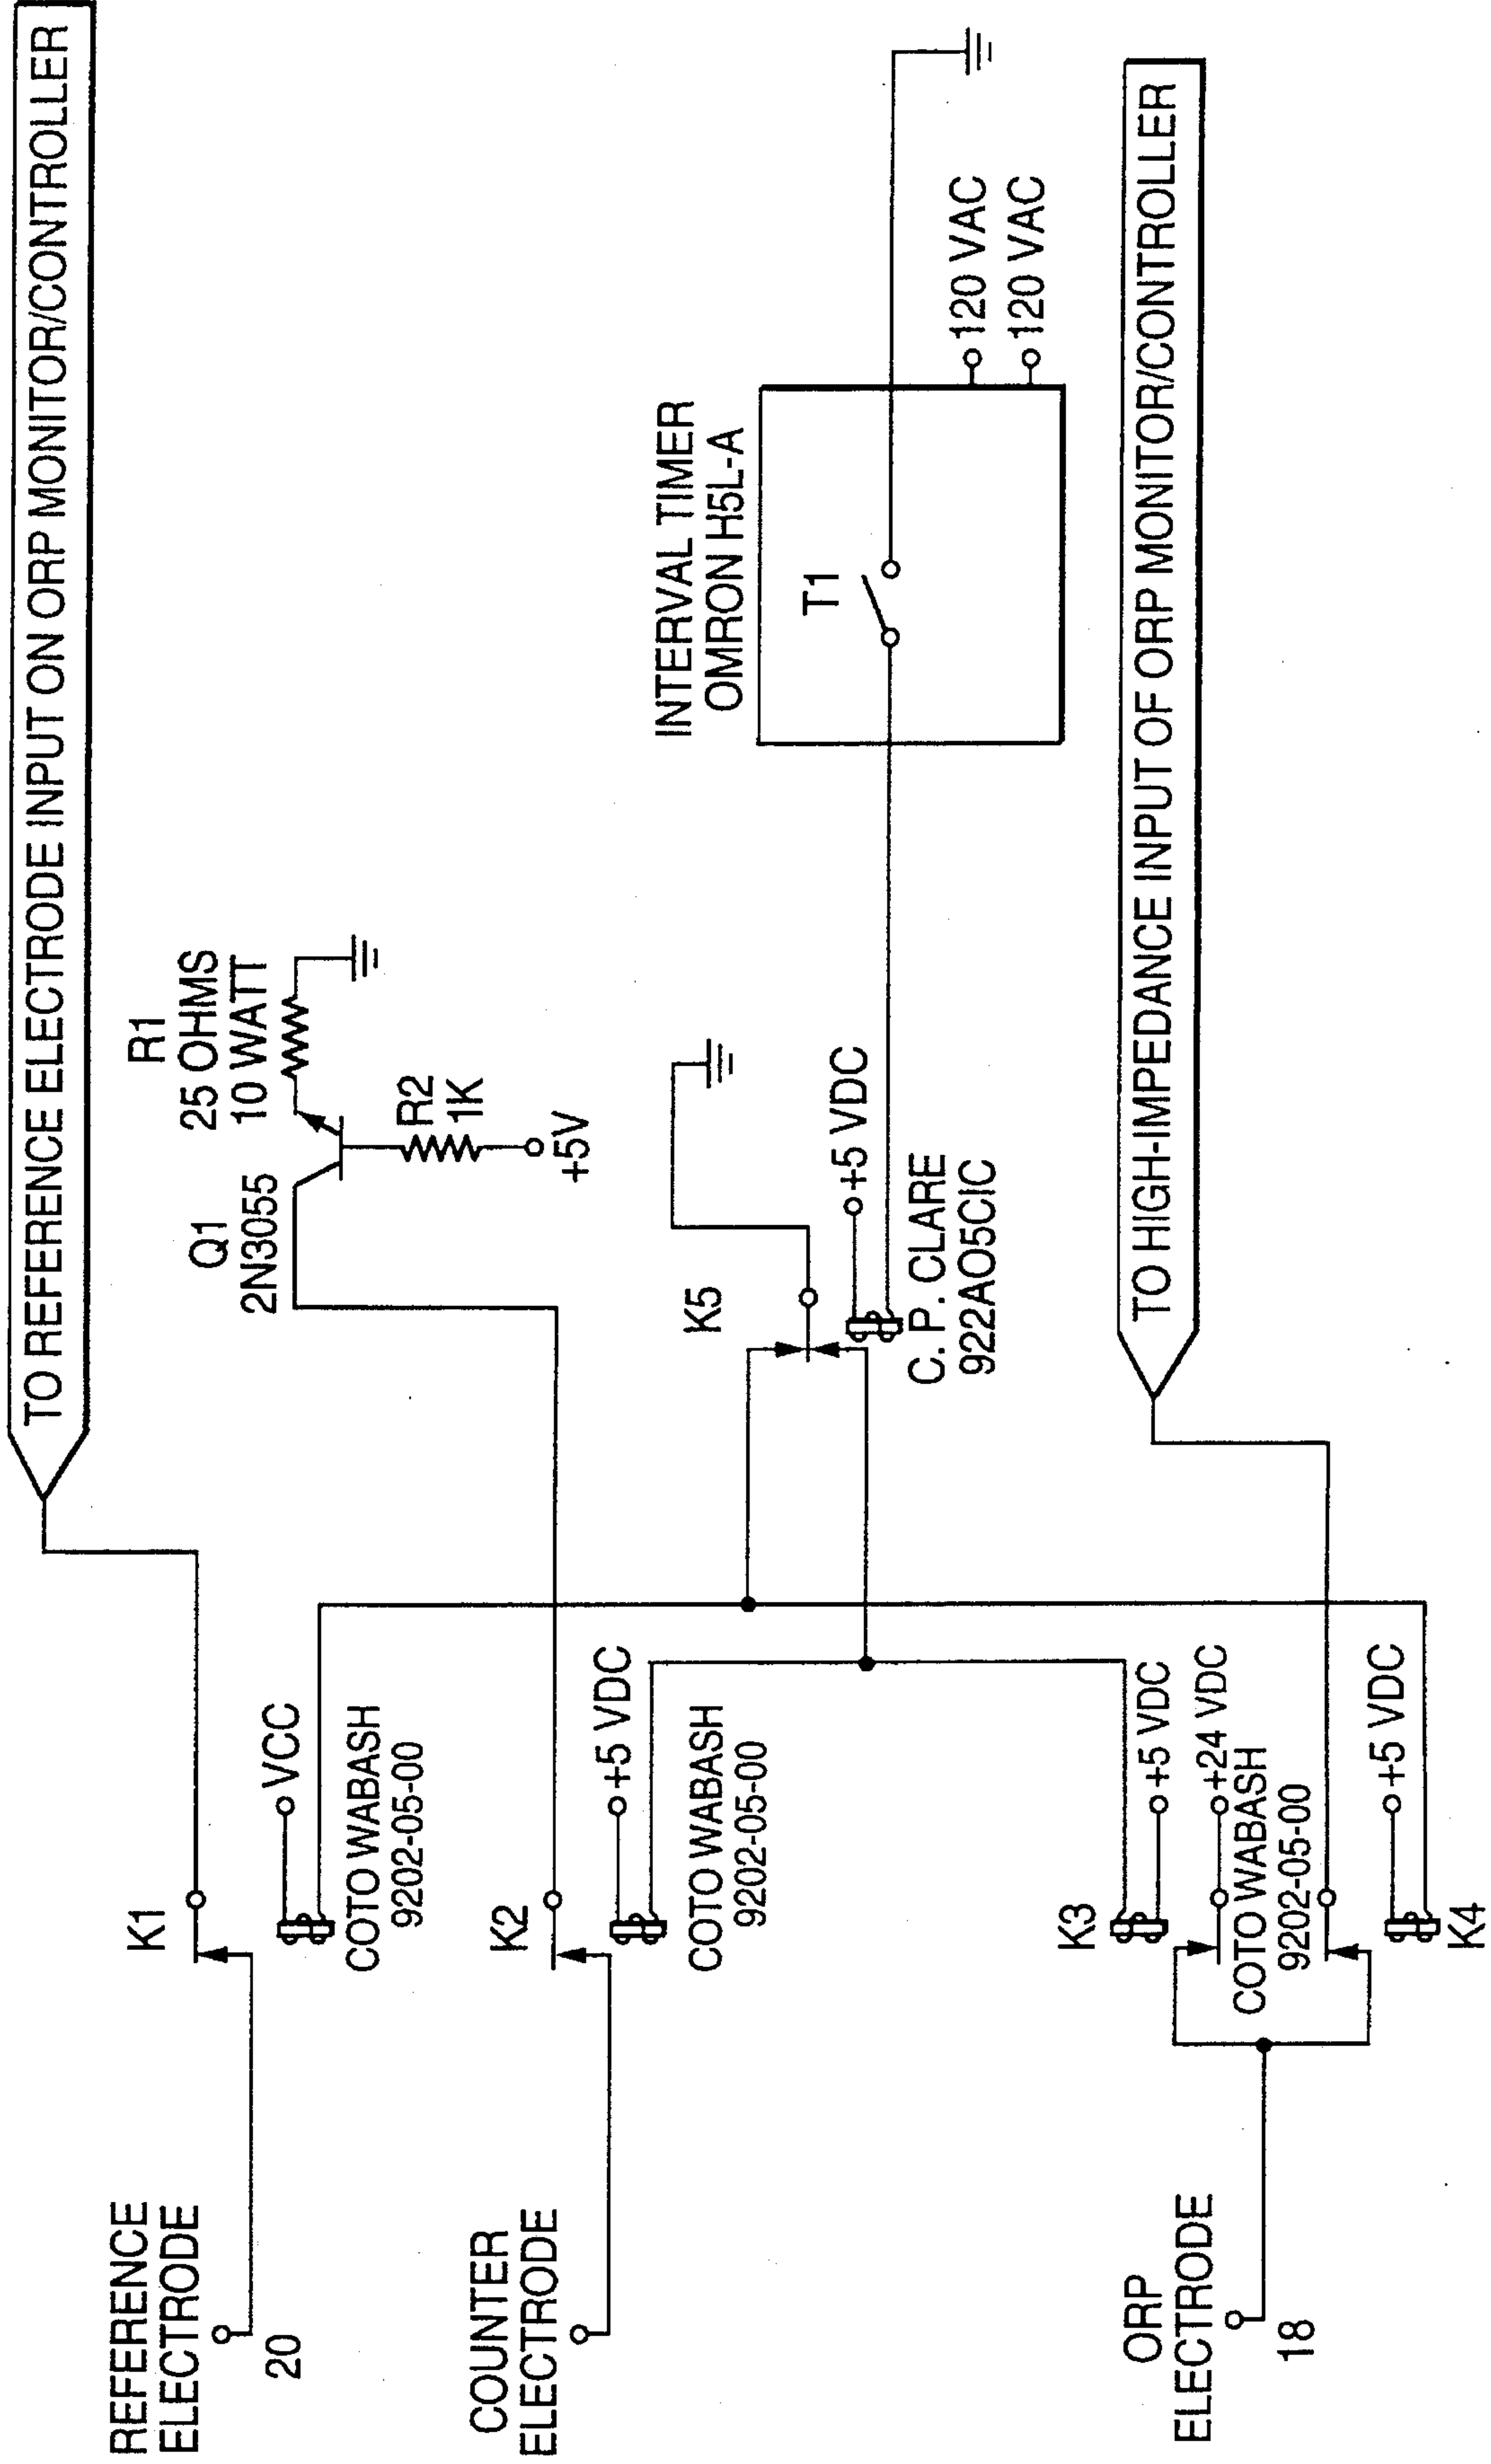 TO REFERENCE ELECTRODE INPUT ON ORP MONITOR/CONTROLLER
R1
25 OHMS
10 WATT
Q1
2N3055
R2
1K
+5V
K1
VCC
COTO WABASH
9202-05-00
REFERENCE
ELECTRODE
20
K2
+5 VDC
COTO WABASH
9202-05-00
COUNTER
ELECTRODE
K5
+5 VDC
C. P. CLARE
922AO5CIC
INTERVAL TIMER
OMRON H5L-A
T1
120 VAC
120 VAC
K3
+5 VDC
+24 VDC
COTO WABASH
9202-05-00
+5 VDC
K4
ORP
ELECTRODE
18
TO HIGH-IMPEDANCE INPUT OF ORP MONITOR/CONTROLLER